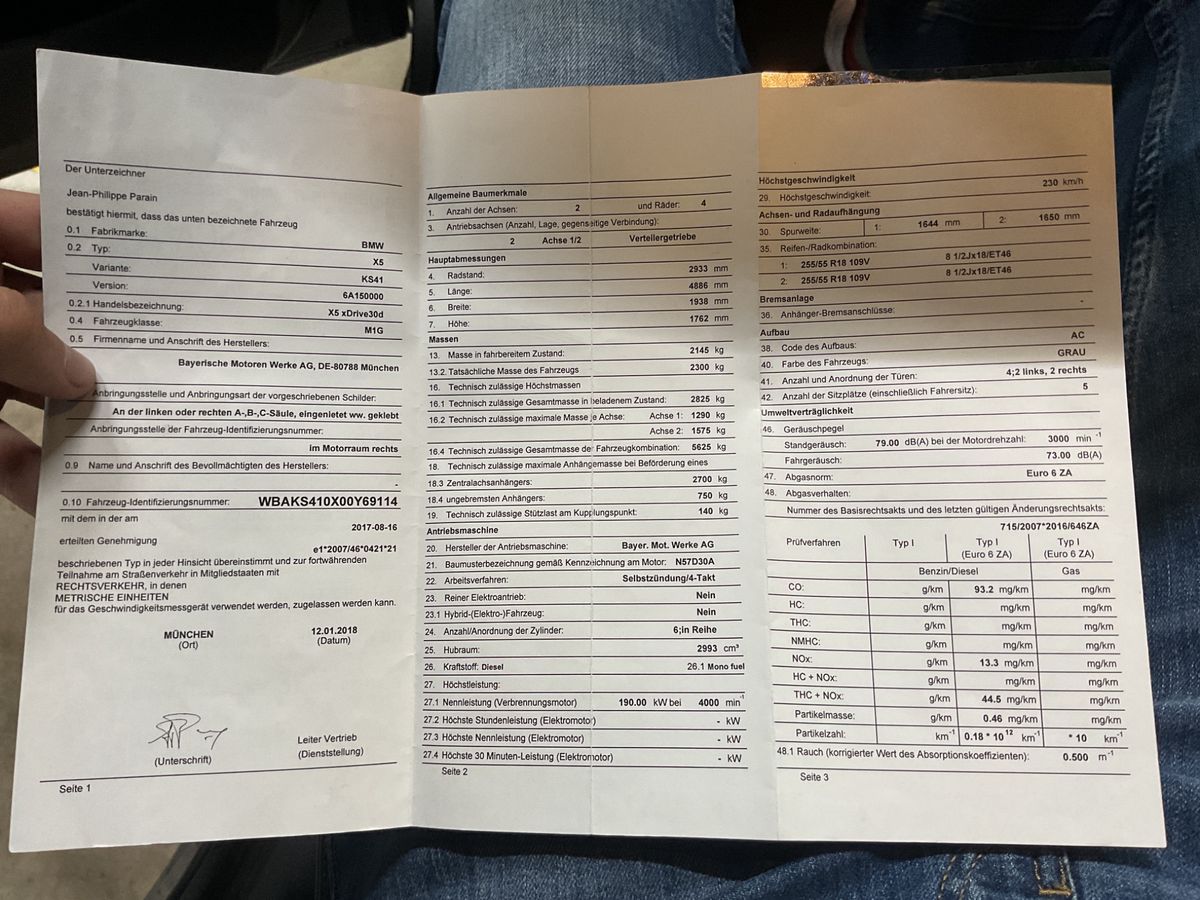 Der Unterzeichner
Jean-Philippe Parain
bestätigt hiermit, dass das unten bezeichnete Fahrzeug
0.1 Fabrikmarke: BMW
0.2 Typ: X5
Variante: KS41
Version: 6A150000
0.2.1 Handelsbezeichnung: X5 xDrive30d
0.4 Fahrzeugklasse: M1G
0.5 Firmenname und Anschrift des Herstellers:
Bayerische Motoren Werke AG, DE-80788 München
Anbringungsstelle und Anbringungsart der vorgeschriebenen Schilder:
An der linken oder rechten A-,B-,C-Säule, eingenietet ww. geklebt
Anbringungsstelle der Fahrzeug-Identifizierungsnummer:
im Motorraum rechts
0.9 Name und Anschrift des Bevollmächtigten des Herstellers:
-
0.10 Fahrzeug-Identifizierungsnummer: WBAKS410X00Y69114
mit dem in der am
2017-08-16
erteilten Genehmigung
e1*2007/46*0421*21
beschriebenen Typ in jeder Hinsicht übereinstimmt und zur fortwährenden
Teilnahme am Straßenverkehr in Mitgliedstaaten mit
RECHTSVERKEHR, in denen
METRISCHE EINHEITEN
für das Geschwindigkeitsmessgerät verwendet werden, zugelassen werden kann.
MÜNCHEN 12.01.2018
(Ort) (Datum)
Leiter Vertrieb
(Unterschrift) (Dienststellung)
Seite 1
Allgemeine Baumerkmale
1. Anzahl der Achsen: 2 und Räder: 4
3. Antriebsachsen (Anzahl, Lage, gegenseitige Verbindung):
2 Achse 1/2 Verteilergetriebe
Hauptabmessungen
4. Radstand: 2933 mm
5. Länge: 4886 mm
6. Breite: 1938 mm
7. Höhe: 1762 mm
Massen
13. Masse in fahrbereitem Zustand: 2145 kg
13.2. Tatsächliche Masse des Fahrzeugs 2300 kg
16. Technisch zulässige Höchstmassen
16.1 Technisch zulässige Gesamtmasse in beladenem Zustand: 2825 kg
16.2 Technisch zulässige maximale Masse je Achse: Achse 1: 1290 kg
Achse 2: 1575 kg
16.4 Technisch zulässige Gesamtmasse der Fahrzeugkombination: 5625 kg
18. Technisch zulässige maximale Anhängemasse bei Beförderung eines
18.3 Zentralachsanhängers: 2700 kg
18.4 ungebremsten Anhängers: 750 kg
19. Technisch zulässige Stützlast am Kupplungspunkt: 140 kg
Antriebsmaschine
20. Hersteller der Antriebsmaschine: Bayer. Mot. Werke AG
21. Baumusterbezeichnung gemäß Kennzeichnung am Motor: N57D30A
22. Arbeitsverfahren: Selbstzündung/4-Takt
23. Reiner Elektroantrieb: Nein
23.1 Hybrid-(Elektro-)Fahrzeug: Nein
24. Anzahl/Anordnung der Zylinder: 6;in Reihe
25. Hubraum: 2993 cm³
26. Kraftstoff: Diesel 26.1 Mono fuel
27. Höchstleistung:
27.1 Nennleistung (Verbrennungsmotor) 190.00 kW bei 4000 min⁻¹
27.2 Höchste Stundenleistung (Elektromotor) - kW
27.3 Höchste Nennleistung (Elektromotor) - kW
27.4 Höchste 30 Minuten-Leistung (Elektromotor) - kW
Seite 2
Höchstgeschwindigkeit
29. Höchstgeschwindigkeit: 230 km/h
Achsen- und Radaufhängung
30. Spurweite: 1: 1644 mm 2: 1650 mm
35. Reifen-/Radkombination:
1: 255/55 R18 109V 8 1/2Jx18/ET46
2. 255/55 R18 109V 8 1/2Jx18/ET46
Bremsanlage
36. Anhänger-Bremsanschlüsse: -
Aufbau
38. Code des Aufbaus: AC
40. Farbe des Fahrzeugs: GRAU
41. Anzahl und Anordnung der Türen: 4;2 links, 2 rechts
42. Anzahl der Sitzplätze (einschließlich Fahrersitz): 5
Umweltverträglichkeit
46. Geräuschpegel
Standgeräusch: 79.00 dB(A) bei der Motordrehzahl: 3000 min⁻¹
Fahrgeräusch: 73.00 dB(A)
47. Abgasnorm: Euro 6 ZA
48. Abgasverhalten:
Nummer des Basisrechtsakts und des letzten gültigen Änderungsrechtsakts:
715/2007*2016/646ZA
Prüfverfahren Typ I Typ I Typ I
(Euro 6 ZA) (Euro 6 ZA)
Benzin/Diesel Gas
CO: g/km 93.2 mg/km mg/km
HC: g/km mg/km mg/km
THC: g/km mg/km mg/km
NMHC: g/km mg/km mg/km
NOx: g/km 13.3 mg/km mg/km
HC + NOx: g/km mg/km mg/km
THC + NOx: g/km 44.5 mg/km mg/km
Partikelmasse: g/km 0.46 mg/km mg/km
Partikelzahl: km⁻¹ 0.18 * 10¹² km⁻¹ * 10 km⁻¹
48.1 Rauch (korrigierter Wert des Absorptionskoeffizienten): 0.500 m⁻¹
Seite 3